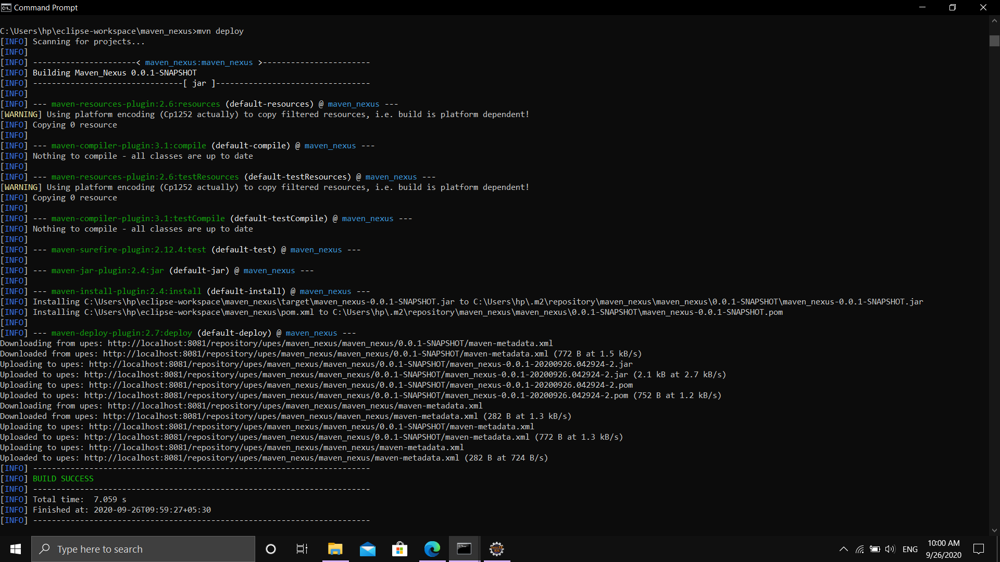 Command Prompt
C:\Users\hp\eclipse-workspace\maven_nexus>mvn deploy
[INFO] Scanning for projects...
[INFO]
[INFO] ----------------------< maven_nexus:maven_nexus >-----------------------
[INFO] Building Maven_Nexus 0.0.1-SNAPSHOT
[INFO] --------------------------------[ jar ]---------------------------------
[INFO]
[INFO] --- maven-resources-plugin:2.6:resources (default-resources) @ maven_nexus ---
[WARNING] Using platform encoding (Cp1252 actually) to copy filtered resources, i.e. build is platform dependent!
[INFO] Copying 0 resource
[INFO]
[INFO] --- maven-compiler-plugin:3.1:compile (default-compile) @ maven_nexus ---
[INFO] Nothing to compile - all classes are up to date
[INFO]
[INFO] --- maven-resources-plugin:2.6:testResources (default-testResources) @ maven_nexus ---
[WARNING] Using platform encoding (Cp1252 actually) to copy filtered resources, i.e. build is platform dependent!
[INFO] Copying 0 resource
[INFO]
[INFO] --- maven-compiler-plugin:3.1:testCompile (default-testCompile) @ maven_nexus ---
[INFO] Nothing to compile - all classes are up to date
[INFO]
[INFO] --- maven-surefire-plugin:2.12.4:test (default-test) @ maven_nexus ---
[INFO]
[INFO] --- maven-jar-plugin:2.4:jar (default-jar) @ maven_nexus ---
[INFO]
[INFO] --- maven-install-plugin:2.4:install (default-install) @ maven_nexus ---
[INFO] Installing C:\Users\hp\eclipse-workspace\maven_nexus\target\maven_nexus-0.0.1-SNAPSHOT.jar to C:\Users\hp\.m2\repository\maven_nexus\maven_nexus\0.0.1-SNAPSHOT\maven_nexus-0.0.1-SNAPSHOT.jar
[INFO] Installing C:\Users\hp\eclipse-workspace\maven_nexus\pom.xml to C:\Users\hp\.m2\repository\maven_nexus\maven_nexus\0.0.1-SNAPSHOT\maven_nexus-0.0.1-SNAPSHOT.pom
[INFO]
[INFO] --- maven-deploy-plugin:2.7:deploy (default-deploy) @ maven_nexus ---
Downloading from upes: http://localhost:8081/repository/upes/maven_nexus/maven_nexus/0.0.1-SNAPSHOT/maven-metadata.xml
Downloaded from upes: http://localhost:8081/repository/upes/maven_nexus/maven_nexus/0.0.1-SNAPSHOT/maven-metadata.xml (772 B at 1.5 kB/s)
Uploading to upes: http://localhost:8081/repository/upes/maven_nexus/maven_nexus/0.0.1-SNAPSHOT/maven_nexus-0.0.1-20200926.042924-2.jar
Uploaded to upes: http://localhost:8081/repository/upes/maven_nexus/maven_nexus/0.0.1-SNAPSHOT/maven_nexus-0.0.1-20200926.042924-2.jar (2.1 kB at 2.7 kB/s)
Uploading to upes: http://localhost:8081/repository/upes/maven_nexus/maven_nexus/0.0.1-SNAPSHOT/maven_nexus-0.0.1-20200926.042924-2.pom
Uploaded to upes: http://localhost:8081/repository/upes/maven_nexus/maven_nexus/0.0.1-SNAPSHOT/maven_nexus-0.0.1-20200926.042924-2.pom (752 B at 1.2 kB/s)
Downloading from upes: http://localhost:8081/repository/upes/maven_nexus/maven_nexus/maven-metadata.xml
Downloaded from upes: http://localhost:8081/repository/upes/maven_nexus/maven_nexus/maven-metadata.xml (282 B at 1.3 kB/s)
Uploading to upes: http://localhost:8081/repository/upes/maven_nexus/maven_nexus/0.0.1-SNAPSHOT/maven-metadata.xml
Uploaded to upes: http://localhost:8081/repository/upes/maven_nexus/maven_nexus/0.0.1-SNAPSHOT/maven-metadata.xml (772 B at 1.3 kB/s)
Uploading to upes: http://localhost:8081/repository/upes/maven_nexus/maven_nexus/maven-metadata.xml
Uploaded to upes: http://localhost:8081/repository/upes/maven_nexus/maven_nexus/maven-metadata.xml (282 B at 724 B/s)
[INFO] ------------------------------------------------------------------------
[INFO] BUILD SUCCESS
[INFO] ------------------------------------------------------------------------
[INFO] Total time:  7.059 s
[INFO] Finished at: 2020-09-26T09:59:27+05:30
[INFO] ------------------------------------------------------------------------
Type here to search
ENG
10:00 AM
9/26/2020